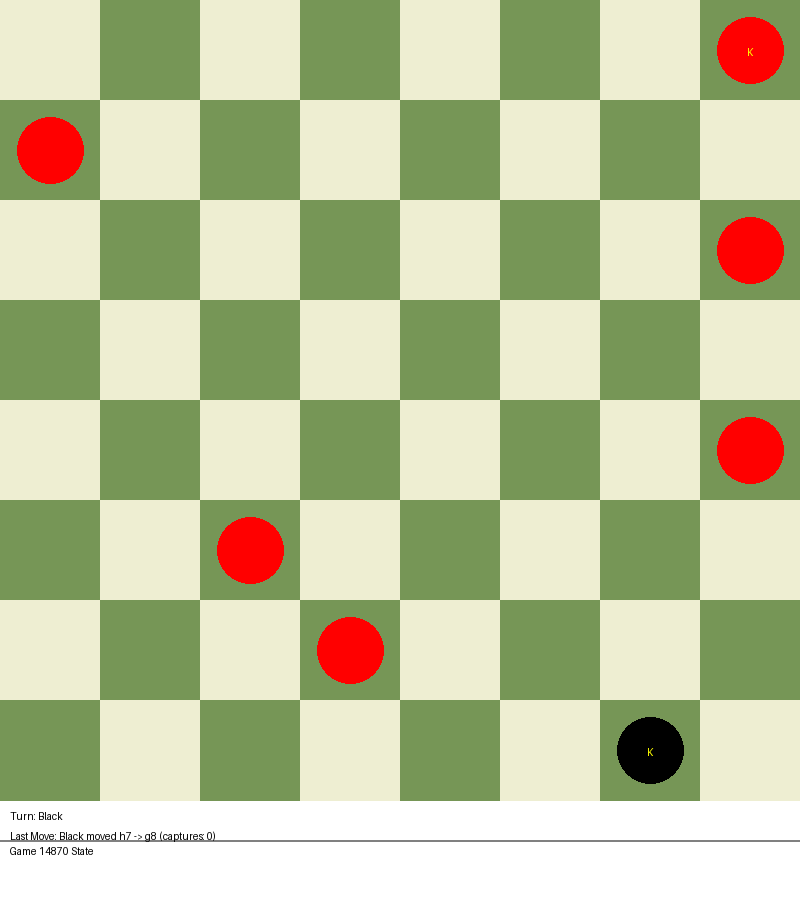 K
K
Turn: Black
Last Move: Black moved h7 -> g8 (captures: 0)
Game 14870 State